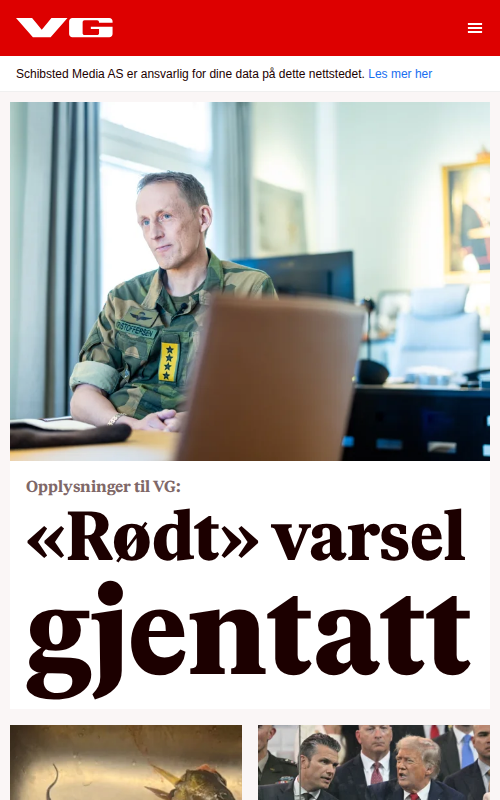 VG
Schibsted Media AS er ansvarlig for dine data på dette nettstedet. Les mer her
KRISTOFFERSEN
Opplysninger til VG:
«Rødt» varsel
gjentatt